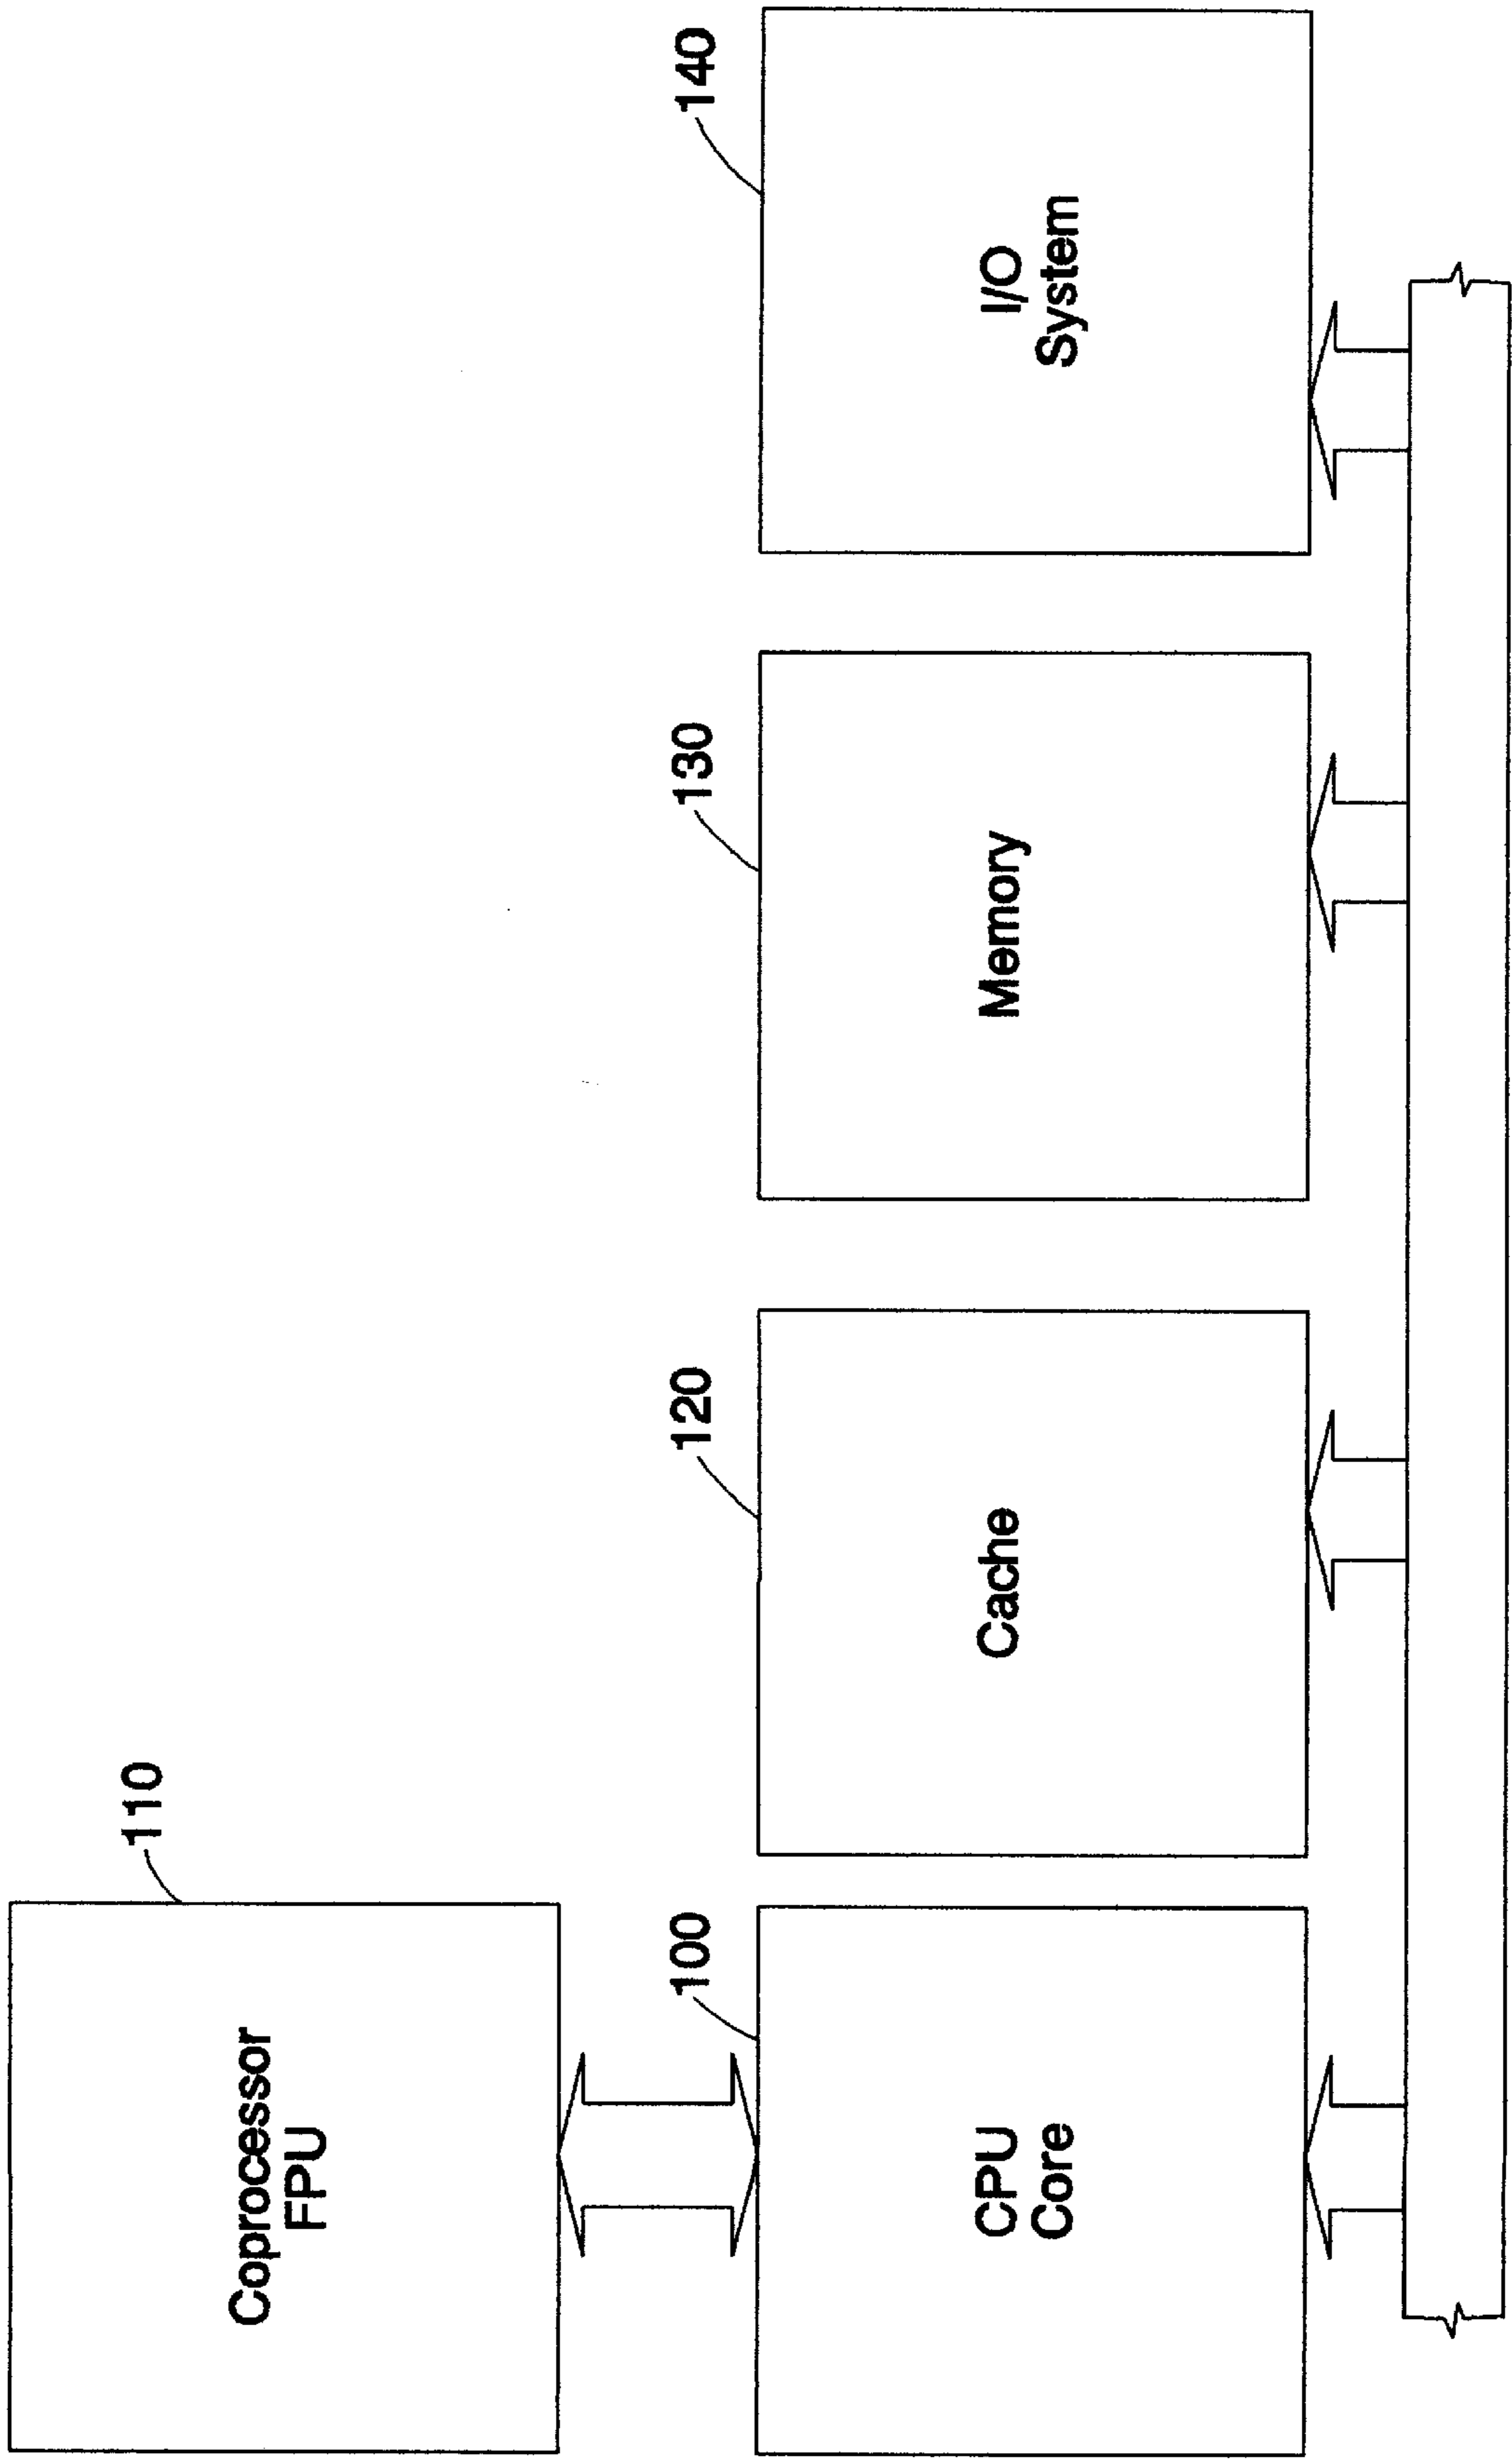 110
Coprocessor
FPU
100
CPU
Core
120
Cache
130
Memory
140
I/O
System